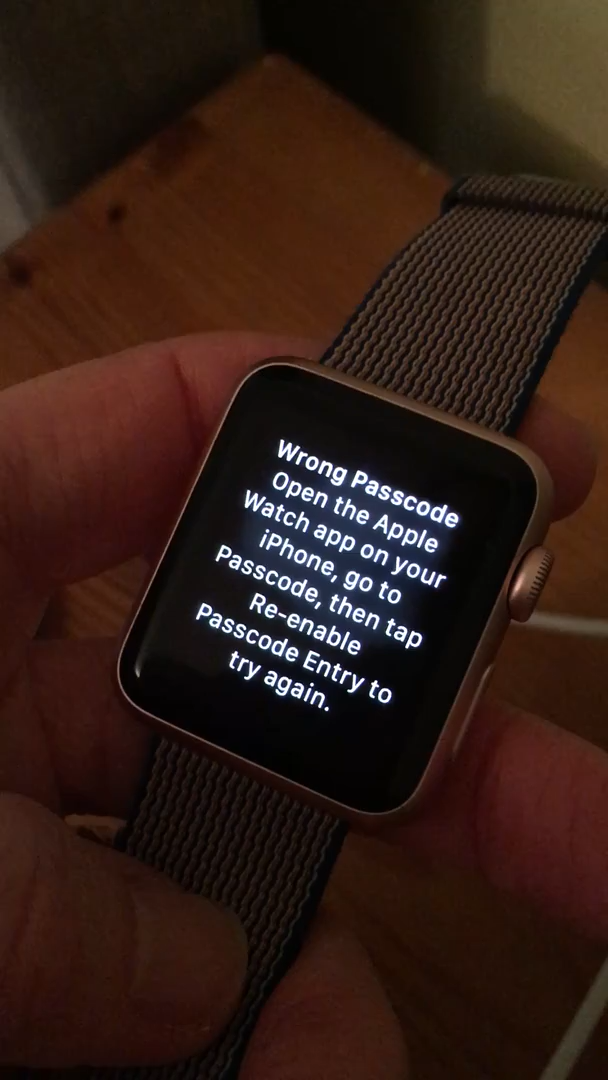 Wrong Passcode
Open the Apple
Watch app on your
iPhone, go to
Passcode, then tap
Re-enable
Passcode Entry to
try again.